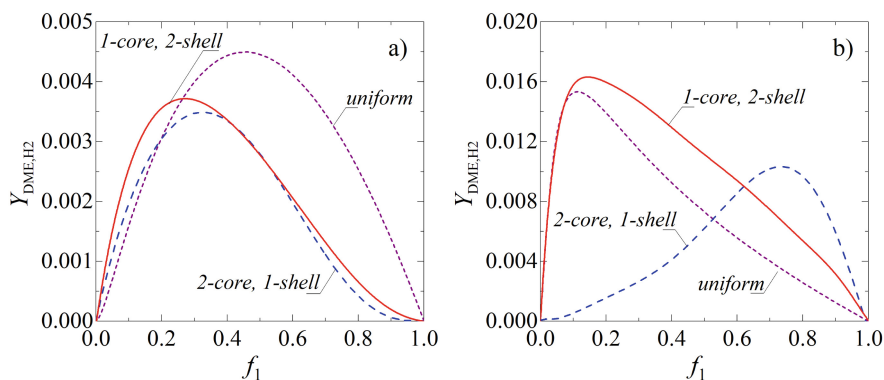 0.005
0.004
0.003
0.002
0.001
0.000
0.0
0.2
0.4
0.6
0.8
1.0
Y_DME,H2
f_1
a)
1-core, 2-shell
uniform
2-core, 1-shell
0.020
0.016
0.012
0.008
0.004
0.000
0.0
0.2
0.4
0.6
0.8
1.0
Y_DME,H2
f_1
b)
1-core, 2-shell
2-core, 1-shell
uniform